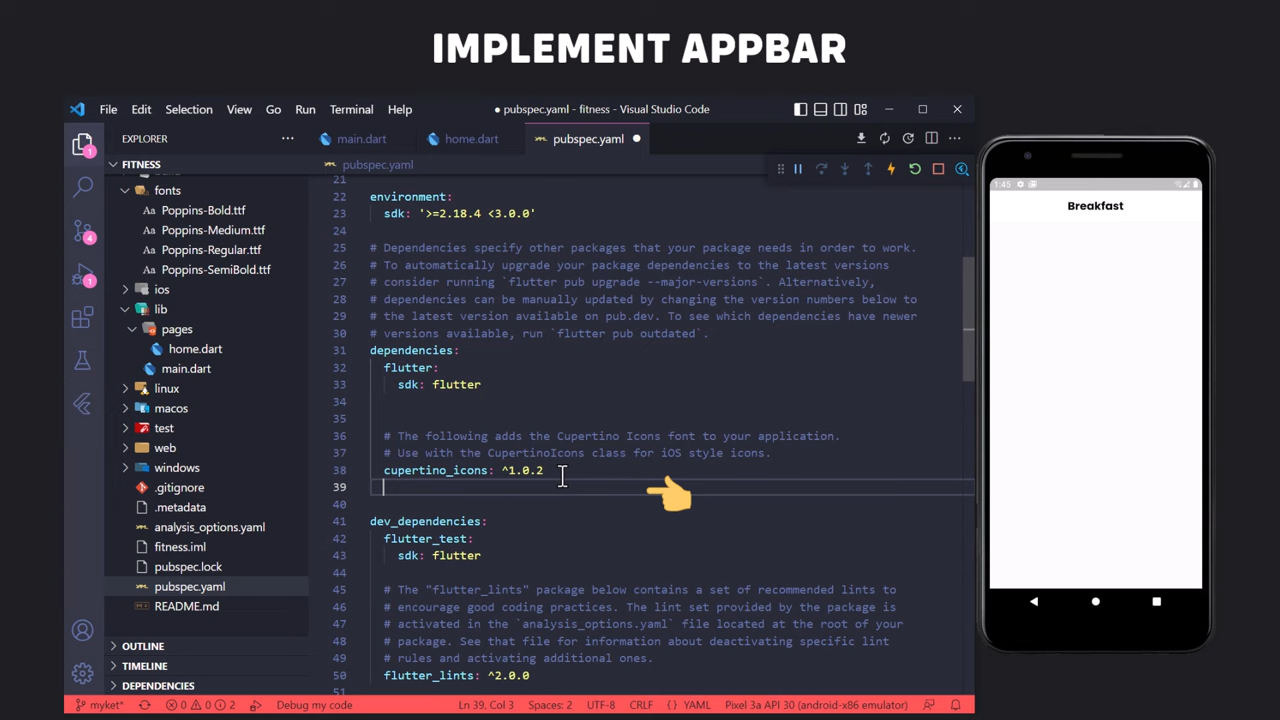 IMPLEMENT APPBAR
File Edit Selection View Go Run Terminal Help
● pubspec.yaml - fitness - Visual Studio Code
EXPLORER
main.dart
home.dart
pubspec.yaml
FITNESS
pubspec.yaml
fonts
Poppins-Bold.ttf
Poppins-Medium.ttf
Poppins-Regular.ttf
Poppins-SemiBold.ttf
ios
lib
pages
home.dart
main.dart
linux
macos
test
web
windows
.gitignore
.metadata
analysis_options.yaml
fitness.iml
pubspec.lock
pubspec.yaml
README.md
OUTLINE
TIMELINE
DEPENDENCIES
1
4
1
21
22 environment:
23 sdk: '>=2.18.4 <3.0.0'
24
25 # Dependencies specify other packages that your package needs in order to work.
26 # To automatically upgrade your package dependencies to the latest versions
27 # consider running `flutter pub upgrade --major-versions`. Alternatively,
28 # dependencies can be manually updated by changing the version numbers below to
29 # the latest version available on pub.dev. To see which dependencies have newer
30 # versions available, run `flutter pub outdated`.
31 dependencies:
32 flutter:
33 sdk: flutter
34
35
36 # The following adds the Cupertino Icons font to your application.
37 # Use with the CupertinoIcons class for iOS style icons.
38 cupertino_icons: ^1.0.2
39
40
41 dev_dependencies:
42 flutter_test:
43 sdk: flutter
44
45 # The "flutter_lints" package below contains a set of recommended lints to
46 # encourage good coding practices. The lint set provided by the package is
47 # activated in the `analysis_options.yaml` file located at the root of your
48 # package. See that file for information about deactivating specific lint
49 # rules and activating additional ones.
50 flutter_lints: ^2.0.0
51
myket* 0 0 2 Debug my code Ln 39, Col 3 Spaces: 2 UTF-8 CRLF {} YAML Pixel 3a API 30 (android-x86 emulator)
1:45
Breakfast